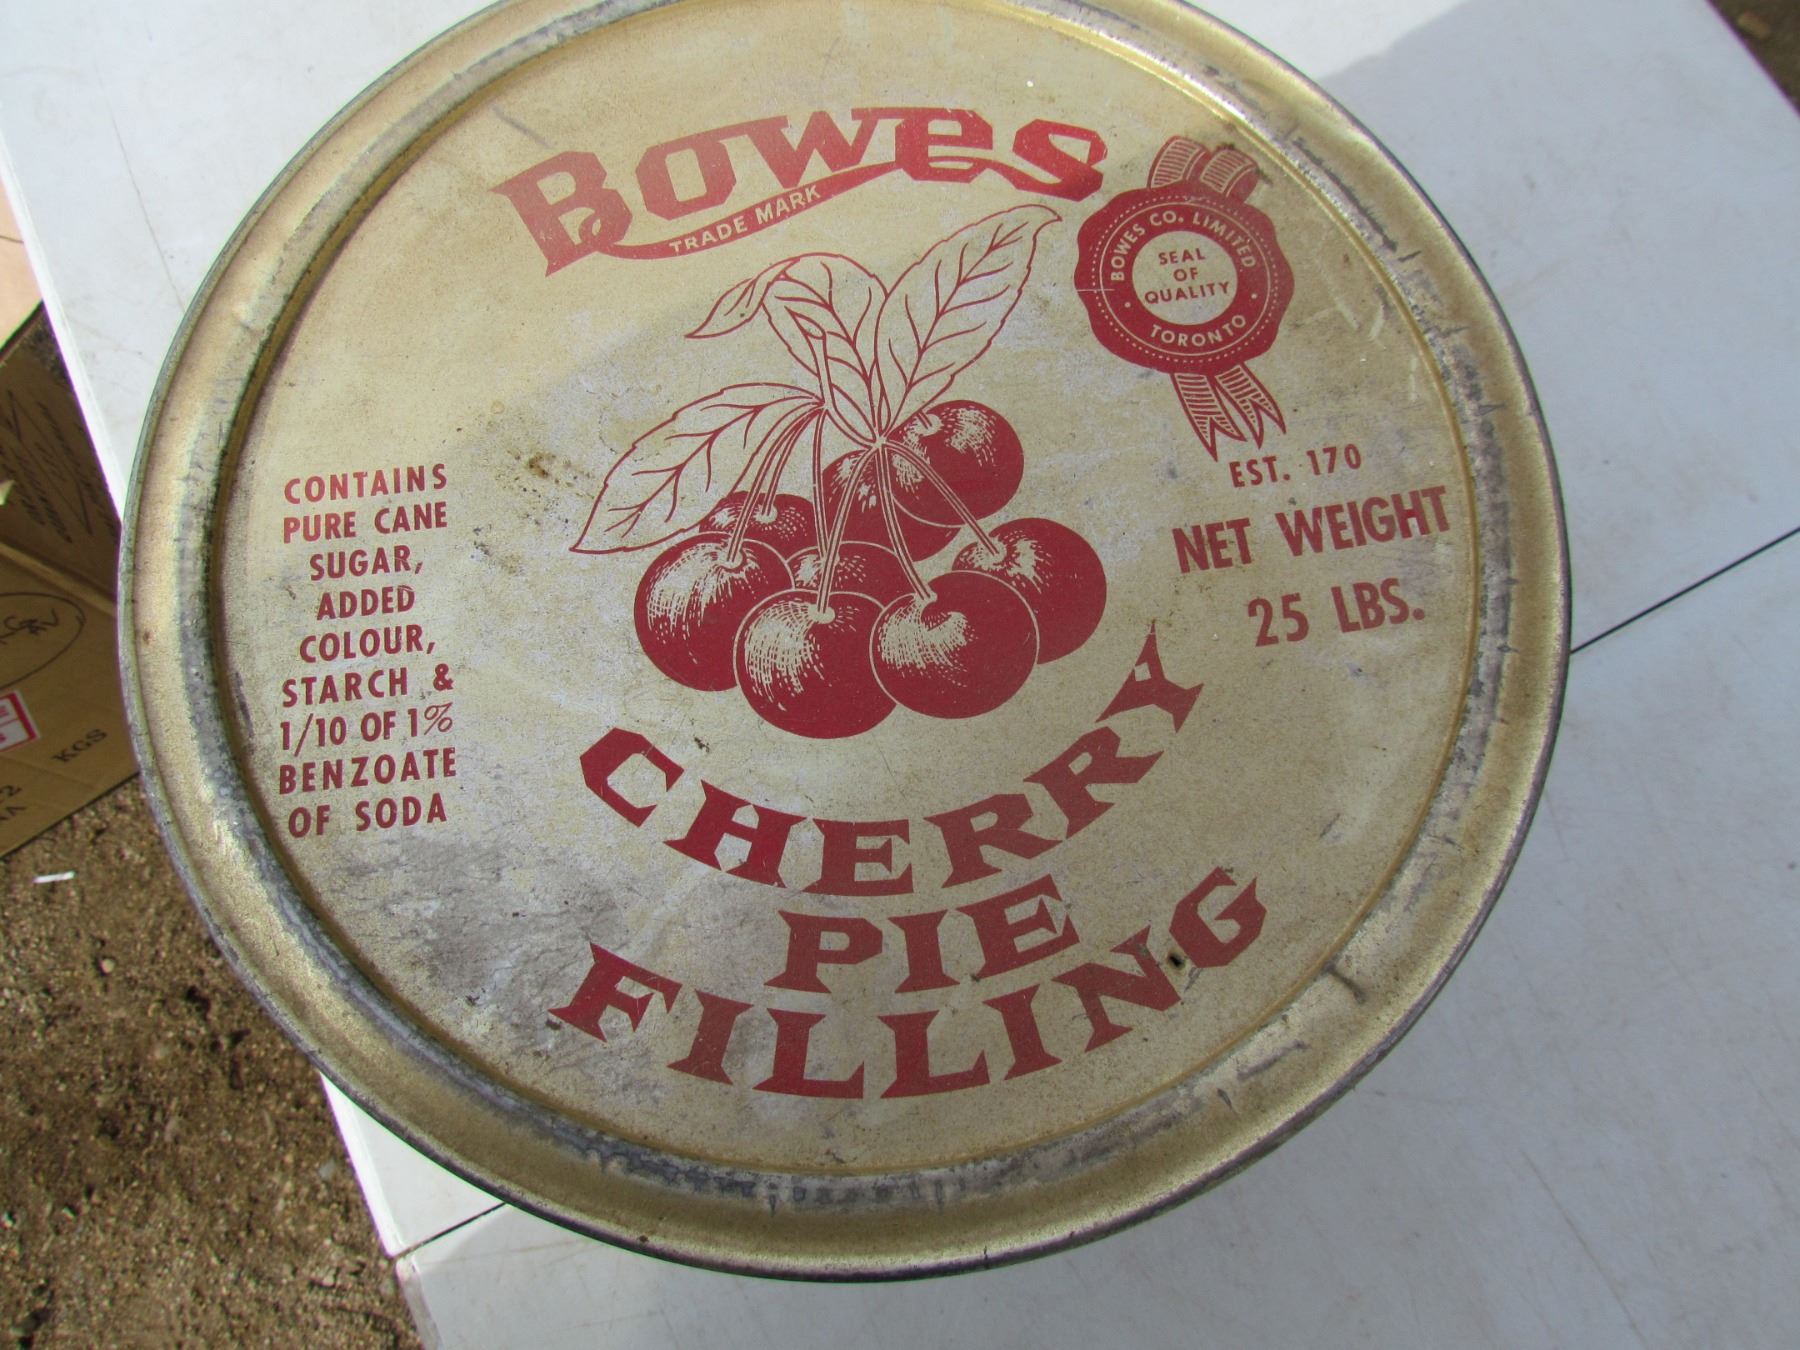 BOWES
TRADE MARK
BOWES CO. LIMITED
SEAL
OF
QUALITY
TORONTO
EST. 170
NET WEIGHT
25 LBS.
CONTAINS
PURE CANE
SUGAR,
ADDED
COLOUR,
STARCH &
1/10 OF 1%
BENZOATE
OF SODA
CHERRY
PIE
FILLING
KGS